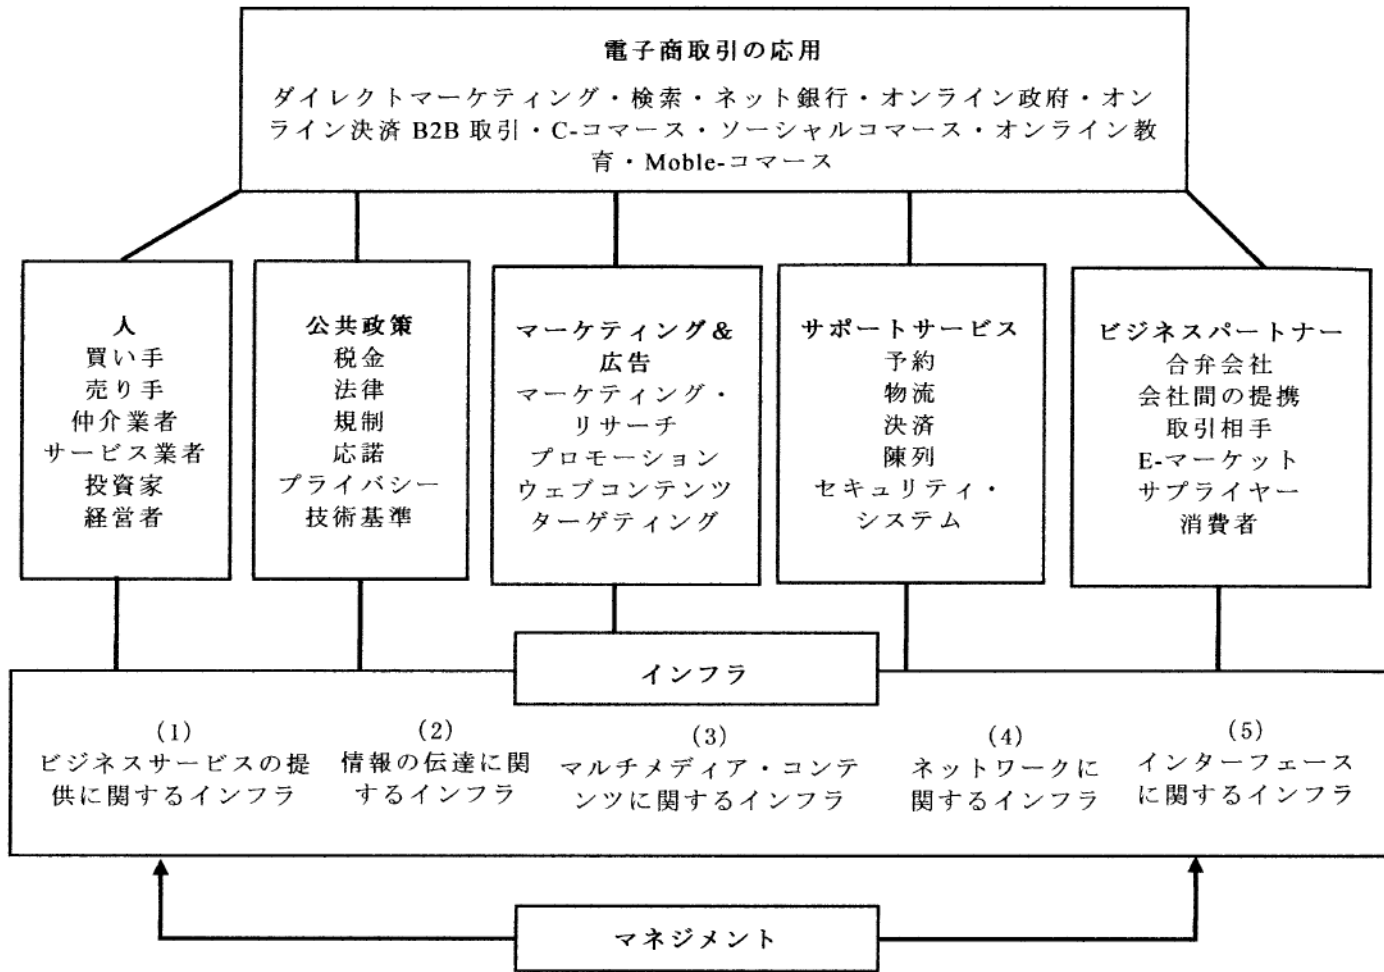 電子商取引の応用
ダイレクトマーケティング・検索・ネット銀行・オンライン政府・オン
ライン決済 B2B 取引・C-コマース・ソーシャルコマース・オンライン教
育・Moble-コマース
人
買い手
売り手
仲介業者
サービス業者
投資家
経営者
公共政策
税金
法律
規制
応諾
プライバシー
技術基準
マーケティング&
広告
マーケティング・
リサーチ
プロモーション
ウェブコンテンツ
ターゲティング
サポートサービス
予約
物流
決済
陳列
セキュリティ・
システム
ビジネスパートナー
合弁会社
会社間の提携
取引相手
E-マーケット
サプライヤー
消費者
インフラ
(1)
ビジネスサービスの提
供に関するインフラ
(2)
情報の伝達に関
するインフラ
(3)
マルチメディア・コンテ
ンツに関するインフラ
(4)
ネットワークに
関するインフラ
(5)
インターフェース
に関するインフラ
マネジメント